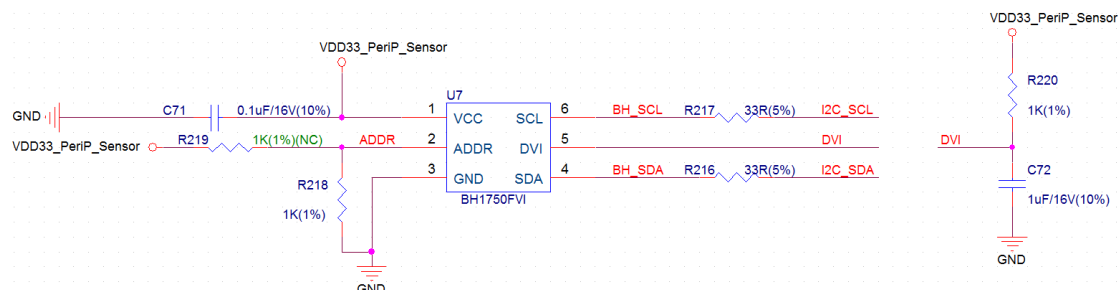 VDD33_PeriP_Sensor
VDD33_PeriP_Sensor
U7
R220
1K(1%)
GND
C71
0.1uF/16V(10%)
1
VCC
SCL
6
BH_SCL
R217
33R(5%)
I2C_SCL
VDD33_PeriP_Sensor
R219
1K(1%)(NC)
ADDR
2
ADDR
DVI
5
DVI
DVI
R218
1K(1%)
3
GND
SDA
4
BH_SDA
R216
33R(5%)
I2C_SDA
C72
1uF/16V(10%)
BH1750FVI
GND
GND